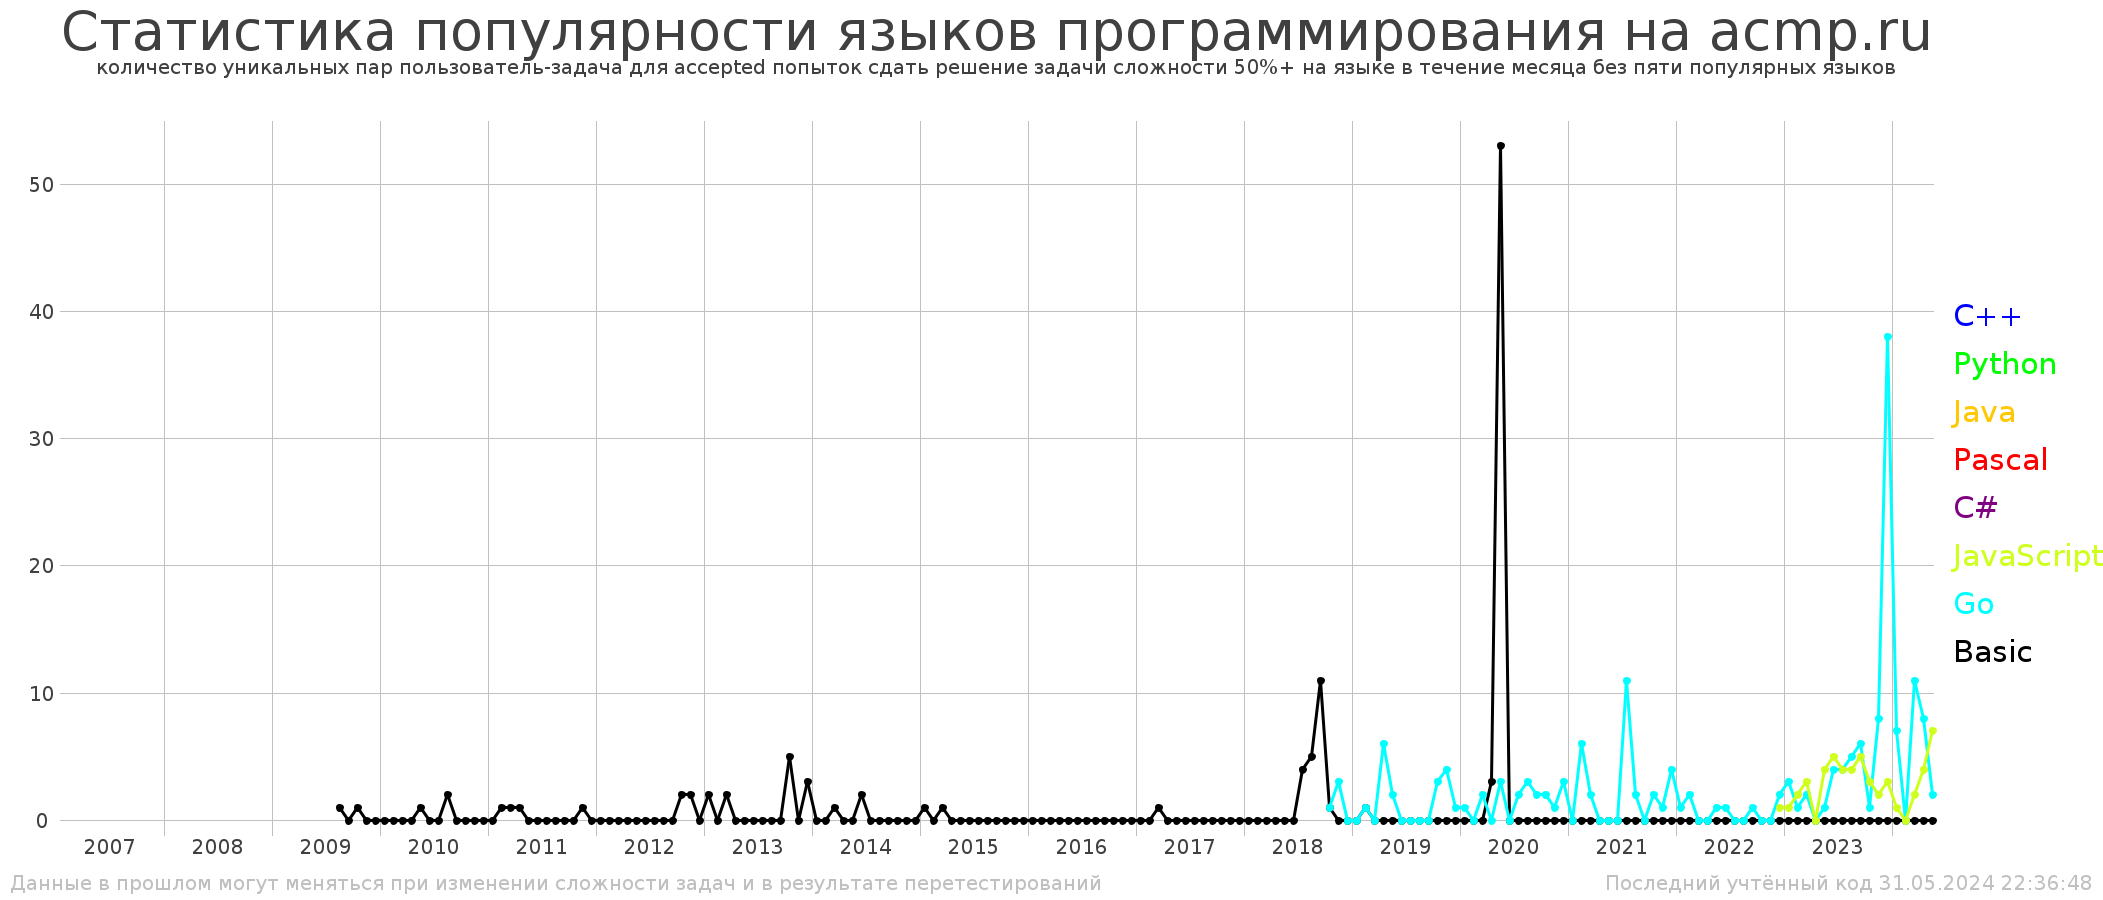 Статистика популярности языков программирования на acmp.ru
количество уникальных пар пользователь-задача для accepted попыток сдать решение задачи сложности 50%+ на языке в течение месяца без пяти популярных языков
50
40
30
20
10
0
C++
Python
Java
Pascal
C#
JavaScript
Go
Basic
2007 2008 2009 2010 2011 2012 2013 2014 2015 2016 2017 2018 2019 2020 2021 2022 2023
Данные в прошлом могут меняться при изменении сложности задач и в результате перетестирований
Последний учтённый код 31.05.2024 22:36:48